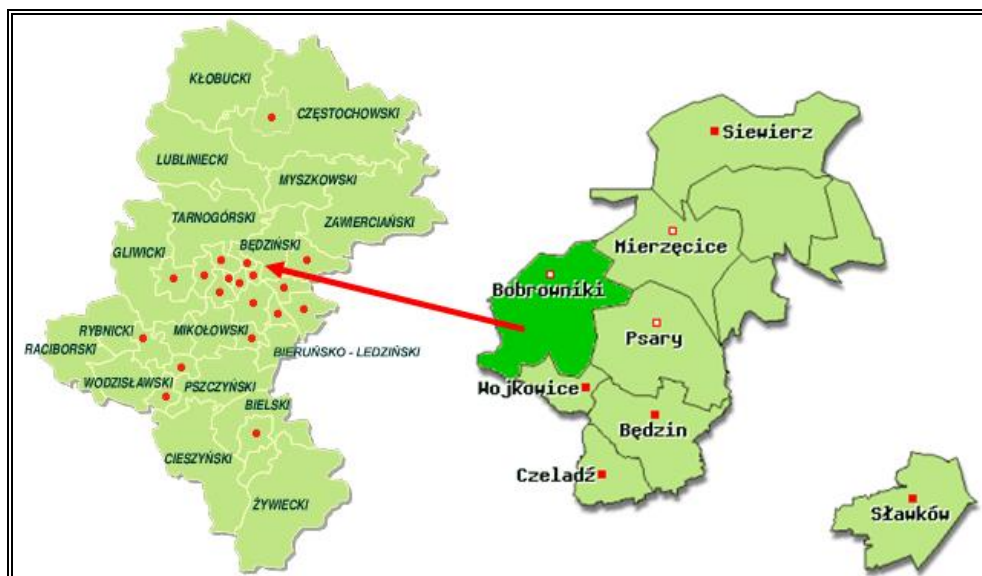 KŁOBUCKI
CZĘSTOCHOWSKI
LUBLINIECKI
MYSZKOWSKI
TARNOGÓRSKI
ZAWIERCIAŃSKI
GLIWICKI
BĘDZIŃSKI
RYBNICKI
MIKOŁOWSKI
RACIBORSKI
BIERUŃSKO - LEDZIŃSKI
WODZISŁAWSKI
PSZCZYŃSKI
BIELSKI
CIESZYŃSKI
ŻYWIECKI
Siewierz
Mierzęcice
Bobrowniki
Psary
Wojkowice
Będzin
Czeladź
Sławków